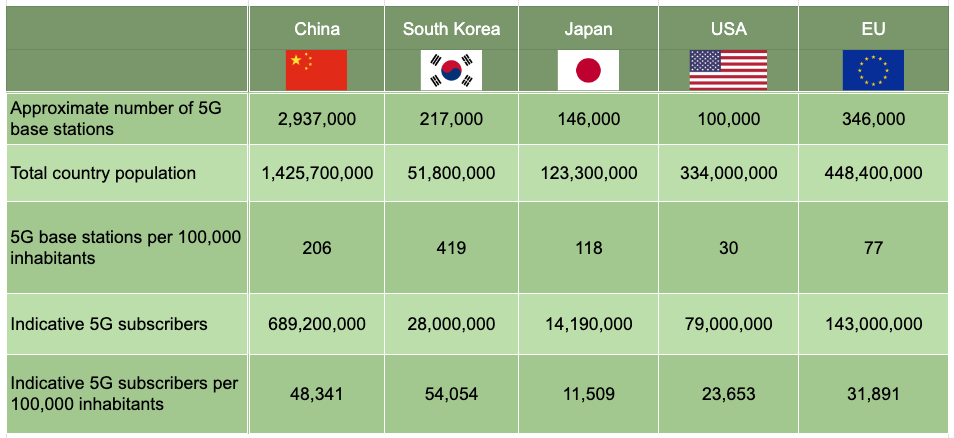 China South Korea Japan USA EU
Approximate number of 5G
base stations 2,937,000 217,000 146,000 100,000 346,000
Total country population 1,425,700,000 51,800,000 123,300,000 334,000,000 448,400,000
5G base stations per 100,000
inhabitants 206 419 118 30 77
Indicative 5G subscribers 689,200,000 28,000,000 14,190,000 79,000,000 143,000,000
Indicative 5G subscribers per
100,000 inhabitants 48,341 54,054 11,509 23,653 31,891